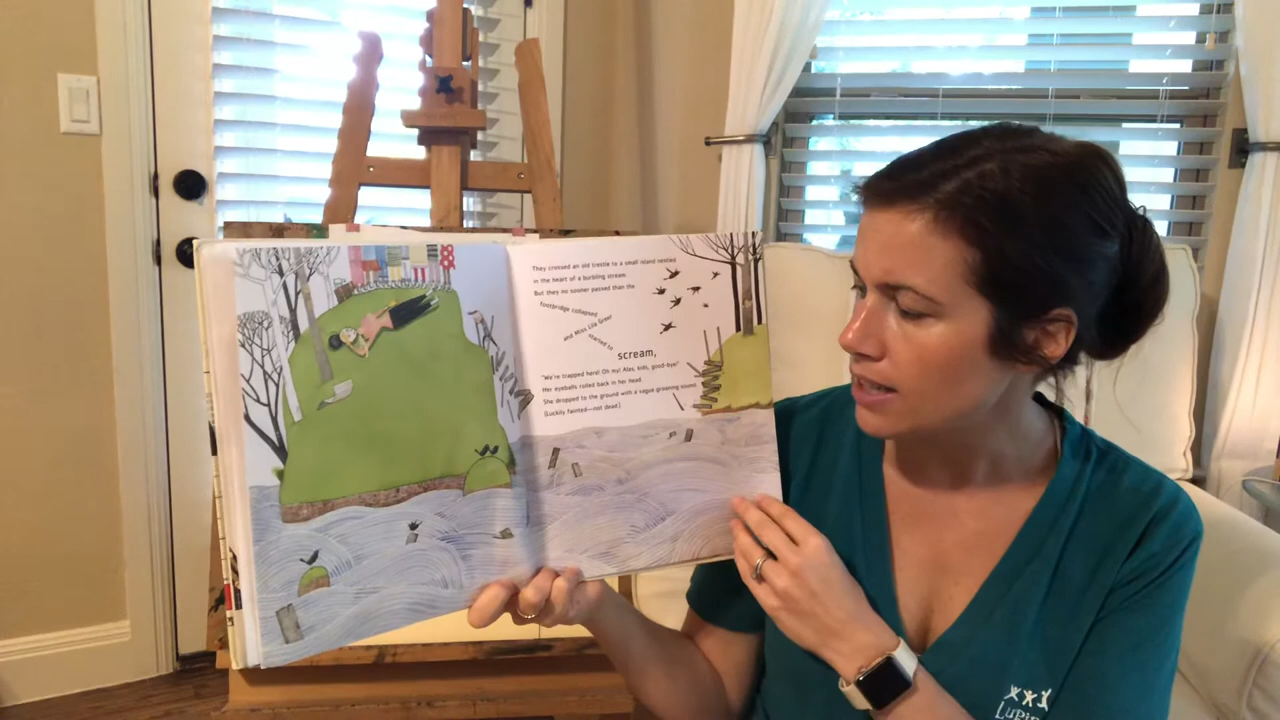 They crossed an old trestle to a small island nestled
in the heart of a burbling stream.
But they no sooner passed than the
footbridge collapsed
and Miss Lila Greer
started to
scream,
"We're trapped here! Oh my! Alas, kids, good-bye!"
Her eyeballs rolled back in her head.
She dropped to the ground with a vague groaning sound.
(Luckily fainted—not dead.)